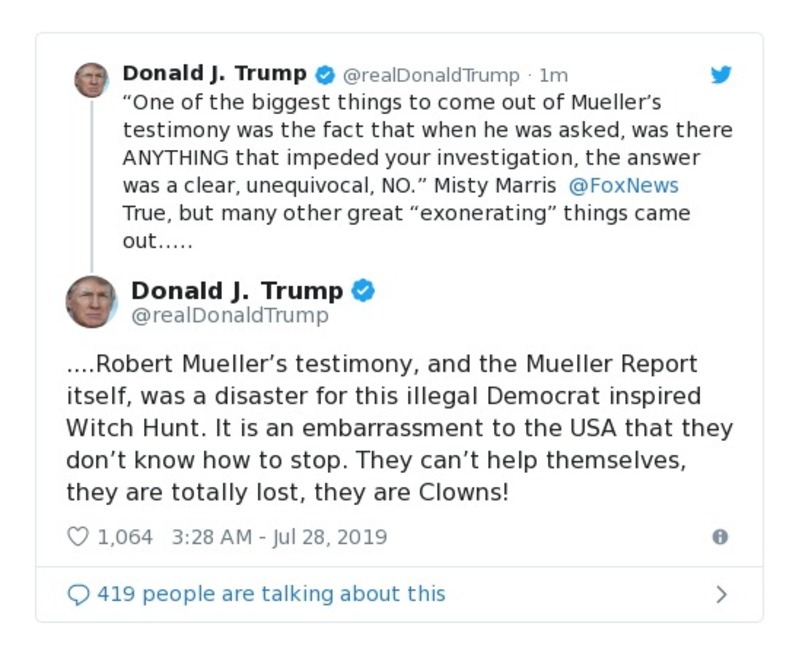 Donald J. Trump @realDonaldTrump · 1m
“One of the biggest things to come out of Mueller’s
testimony was the fact that when he was asked, was there
ANYTHING that impeded your investigation, the answer
was a clear, unequivocal, NO.” Misty Marris @FoxNews
True, but many other great “exonerating” things came
out…..
Donald J. Trump
@realDonaldTrump
....Robert Mueller’s testimony, and the Mueller Report
itself, was a disaster for this illegal Democrat inspired
Witch Hunt. It is an embarrassment to the USA that they
don’t know how to stop. They can’t help themselves,
they are totally lost, they are Clowns!
1,064 3:28 AM - Jul 28, 2019
419 people are talking about this